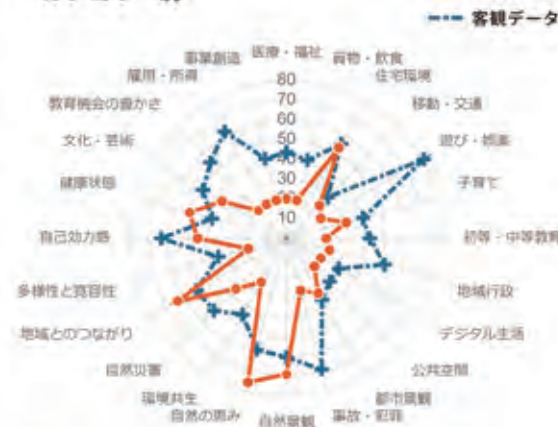 客観データ
医療・福祉
買物・飲食
住宅環境
移動・交通
遊び・娯楽
子育て
初等・中等教育
地域行政
デジタル生活
公共空間
都市景観
事故・犯罪
自然景観
自然の恵み
環境共生
自然災害
地域とのつながり
多様性と寛容性
自己効力感
健康状態
文化・芸術
教育機会の豊かさ
雇用・所得
事業創造
80
70
60
50
40
30
20
10